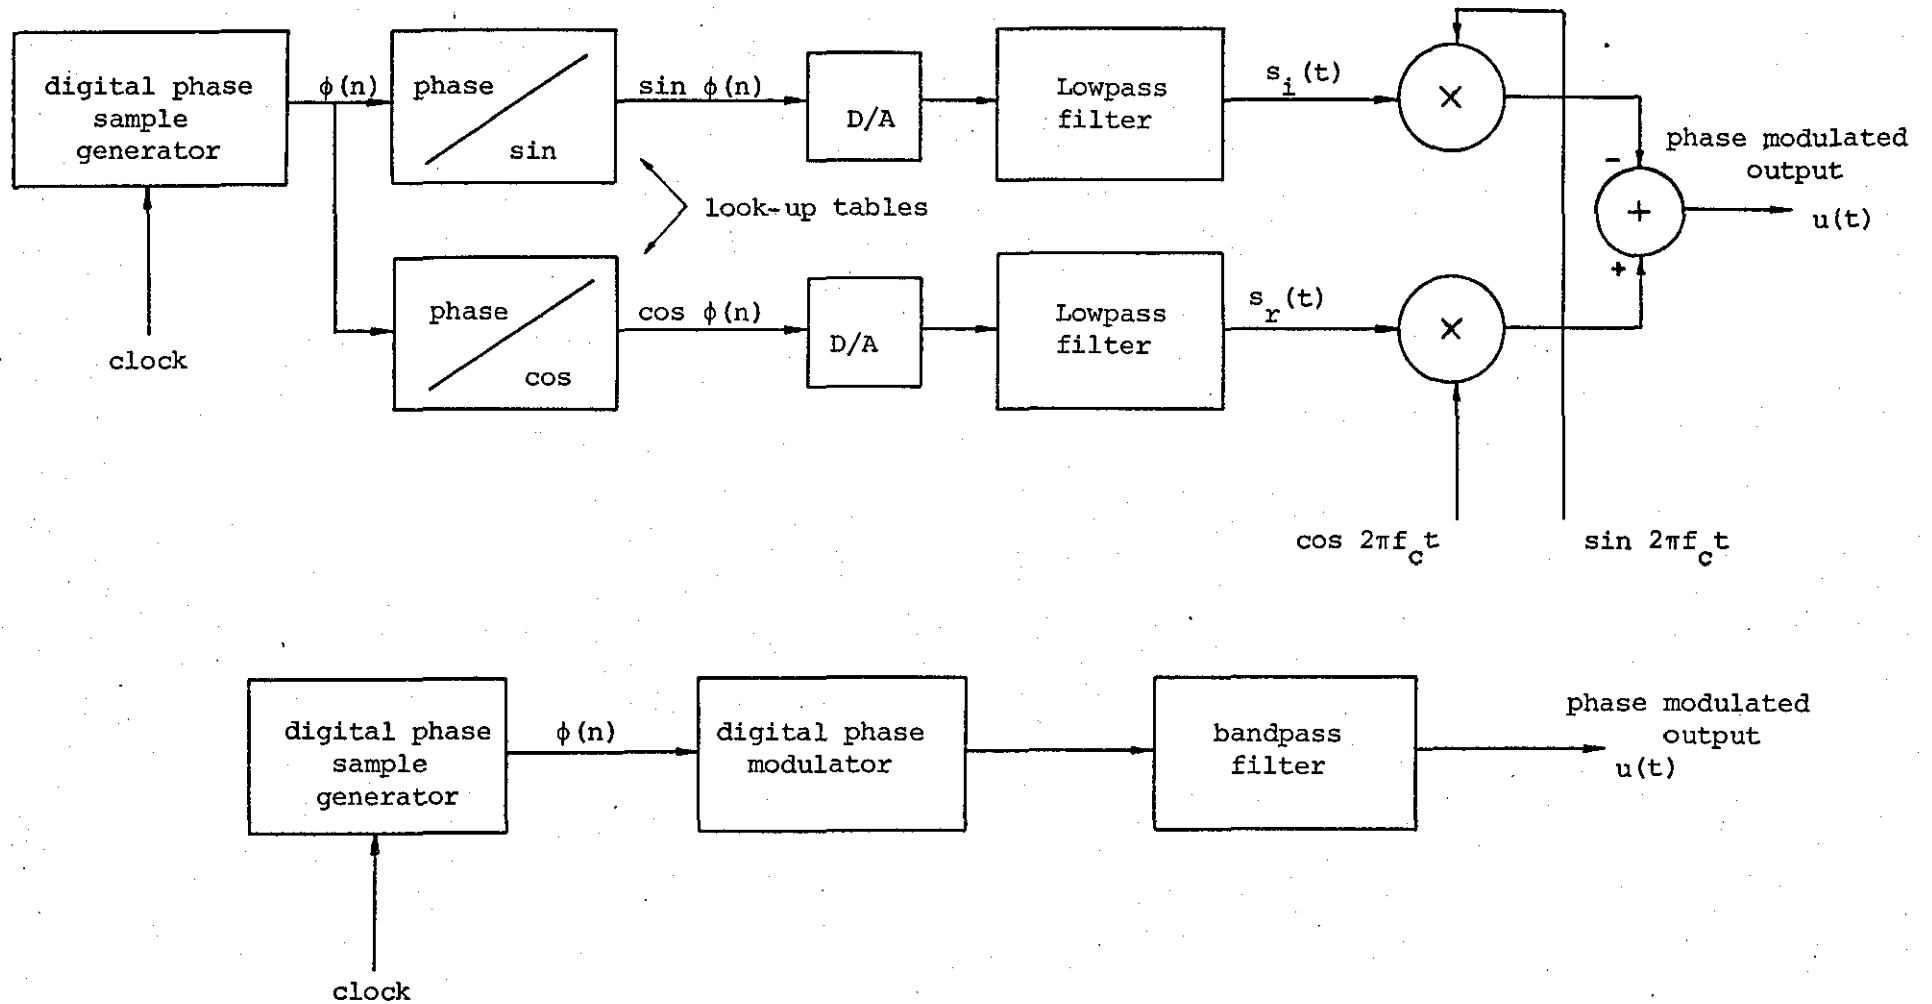 digital phase
sample
generator
φ(n)
phase
sin
sin φ(n)
D/A
Lowpass
filter
s_i(t)
×
-
phase modulated
output
+
u(t)
look-up tables
clock
phase
cos
cos φ(n)
D/A
Lowpass
filter
s_r(t)
×
+
cos 2πf_c t
sin 2πf_c t
digital phase
sample
generator
φ(n)
digital phase
modulator
bandpass
filter
phase modulated
output
u(t)
clock